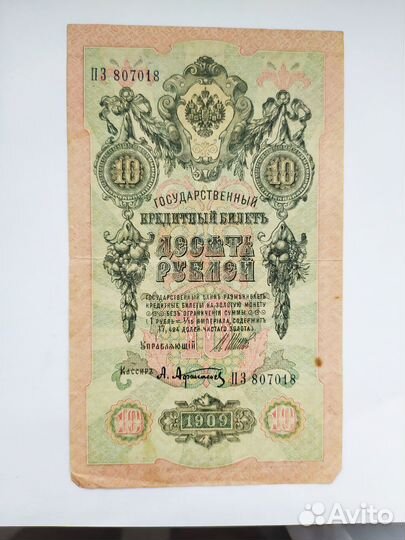 ПЗ 807018
10 10
ГОСУДАРСТВЕННЫЙ
КРЕДИТНЫЙ БИЛЕТЪ
ДЕСЯТЬ
РУБЛЕЙ
ГОСУДАРСТВЕННЫЙ БАНКЪ РАЗМѢНИВАЕТЪ
КРЕДИТНЫЕ БИЛЕТЫ НА ЗОЛОТУЮ МОНЕТУ
БЕЗЪ ОГРАНИЧЕНІЯ СУММЫ
(1 РУБЛЬ = 1/15 ИМПЕРІАЛА, СОДЕРЖИТЪ
17,424 ДОЛЕЙ ЧИСТАГО ЗОЛОТА).
Управляющій
Кассиръ
ПЗ 807018
10 10
1909
Avito